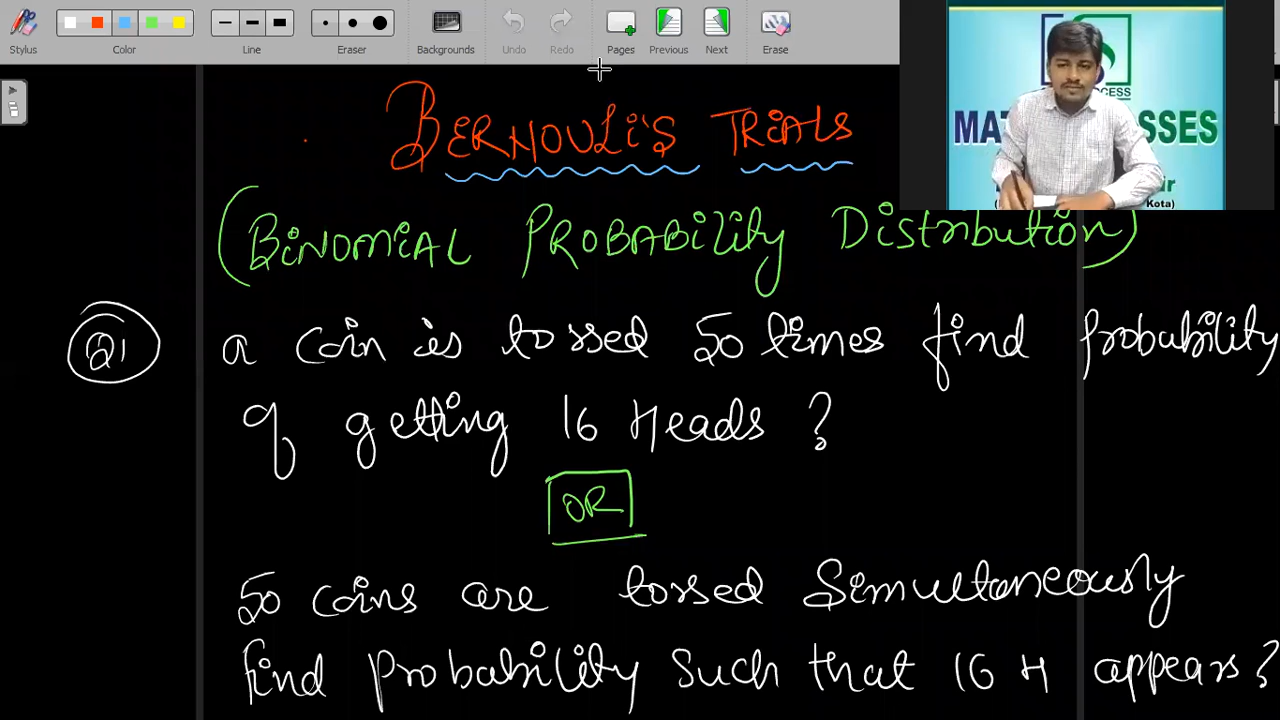 Stylus Color Line Eraser Backgrounds Undo Redo Pages Previous Next Erase
BERNOULi'S TRiALS
(BiNOMiAL PROBABility Distribution)
Q1 a coin is tossed 50 times find probability
of getting 16 Heads ?
OR
50 coins are tossed Simultaneously
find probability such that 16 H appears ?
Kota)